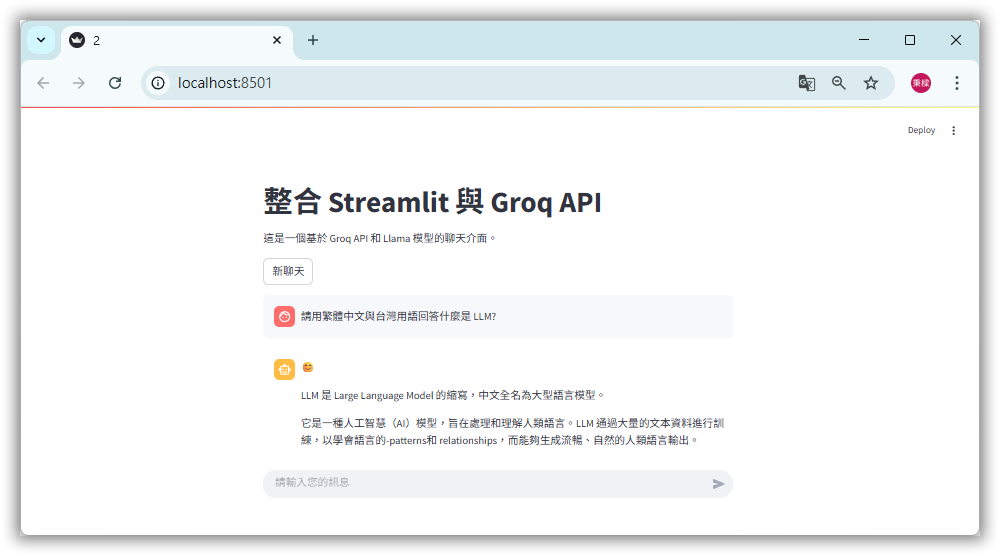 2
localhost:8501
秉樑
Deploy
整合 Streamlit 與 Groq API
這是一個基於 Groq API 和 Llama 模型的聊天介面。
新聊天
請用繁體中文與台灣用語回答什麼是 LLM?
LLM 是 Large Language Model 的縮寫，中文全名為大型語言模型。
它是一種人工智慧（AI）模型，旨在處理和理解人類語言。LLM 通過大量的文本資料進行訓
練，以學會語言的-patterns和 relationships，而能夠生成流暢、自然的人類語言輸出。
請輸入您的訊息